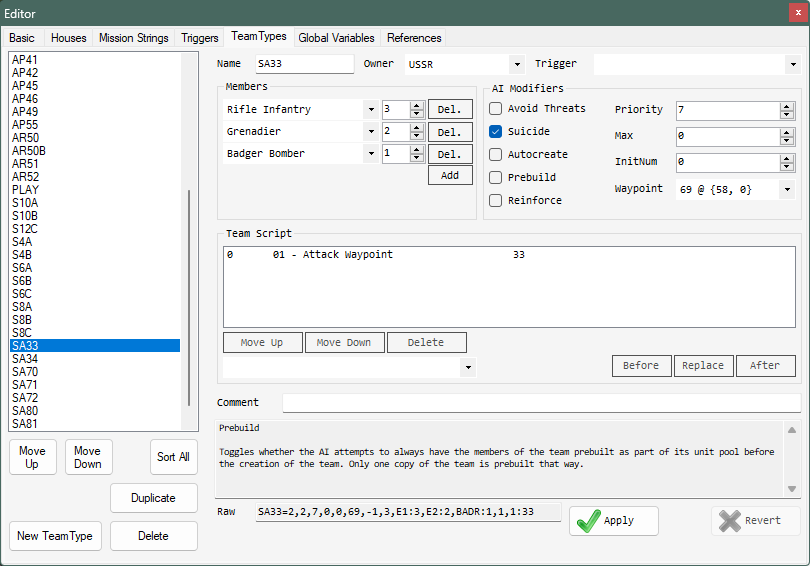 Editor
Basic Houses Mission Strings Triggers TeamTypes Global Variables References
AP41
AP42
AP45
AP46
AP49
AP55
AR50
AR50B
AR51
AR52
PLAY
S10A
S10B
S12C
S4A
S4B
S6A
S6B
S6C
S8A
S8B
S8C
SA33
SA34
SA70
SA71
SA72
SA80
SA81
Move Up
Move Down
Sort All
Duplicate
New TeamType
Delete
Name SA33 Owner USSR Trigger
Members
Rifle Infantry 3 Del.
Grenadier 2 Del.
Badger Bomber 1 Del.
Add
AI Modifiers
Avoid Threats Priority 7
Suicide Max 0
Autocreate InitNum 0
Prebuild Waypoint 69 @ {58, 0}
Reinforce
Team Script
0 01 - Attack Waypoint 33
Move Up Move Down Delete
Before Replace After
Comment
Prebuild
Toggles whether the AI attempts to always have the members of the team prebuilt as part of its unit pool before
the creation of the team. Only one copy of the team is prebuilt that way.
Raw SA33=2,2,7,0,0,69,-1,3,E1:3,E2:2,BADR:1,1,1:33
Apply Revert